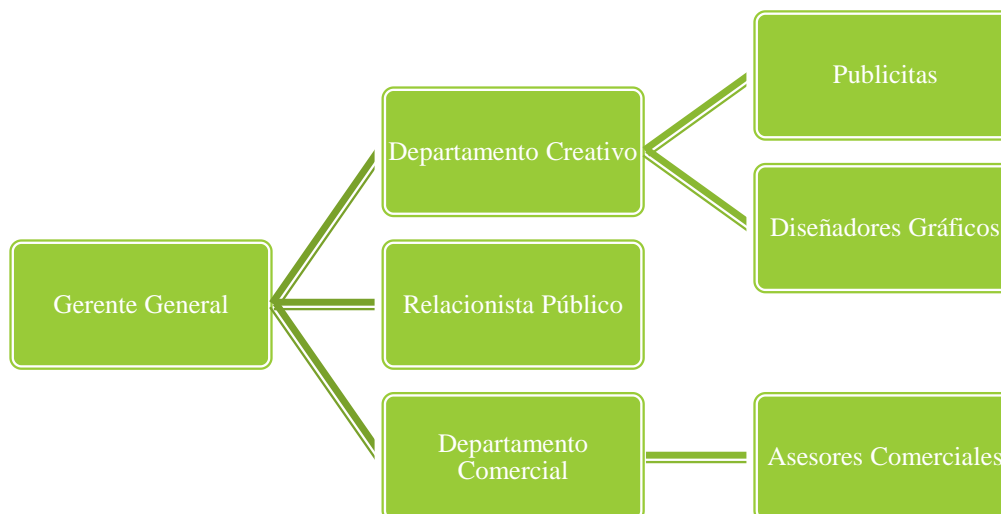 Publicitas
Departamento Creativo
Diseñadores Gráficos
Gerente General
Relacionista Público
Departamento
Comercial
Asesores Comerciales